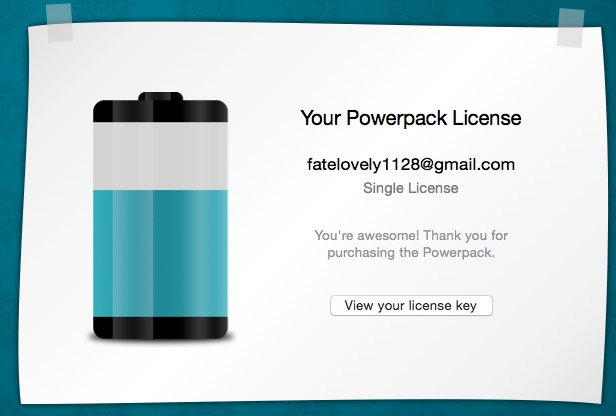 Your Powerpack License
fatelovely1128@gmail.com
Single License
You're awesome! Thank you for
purchasing the Powerpack.
View your license key